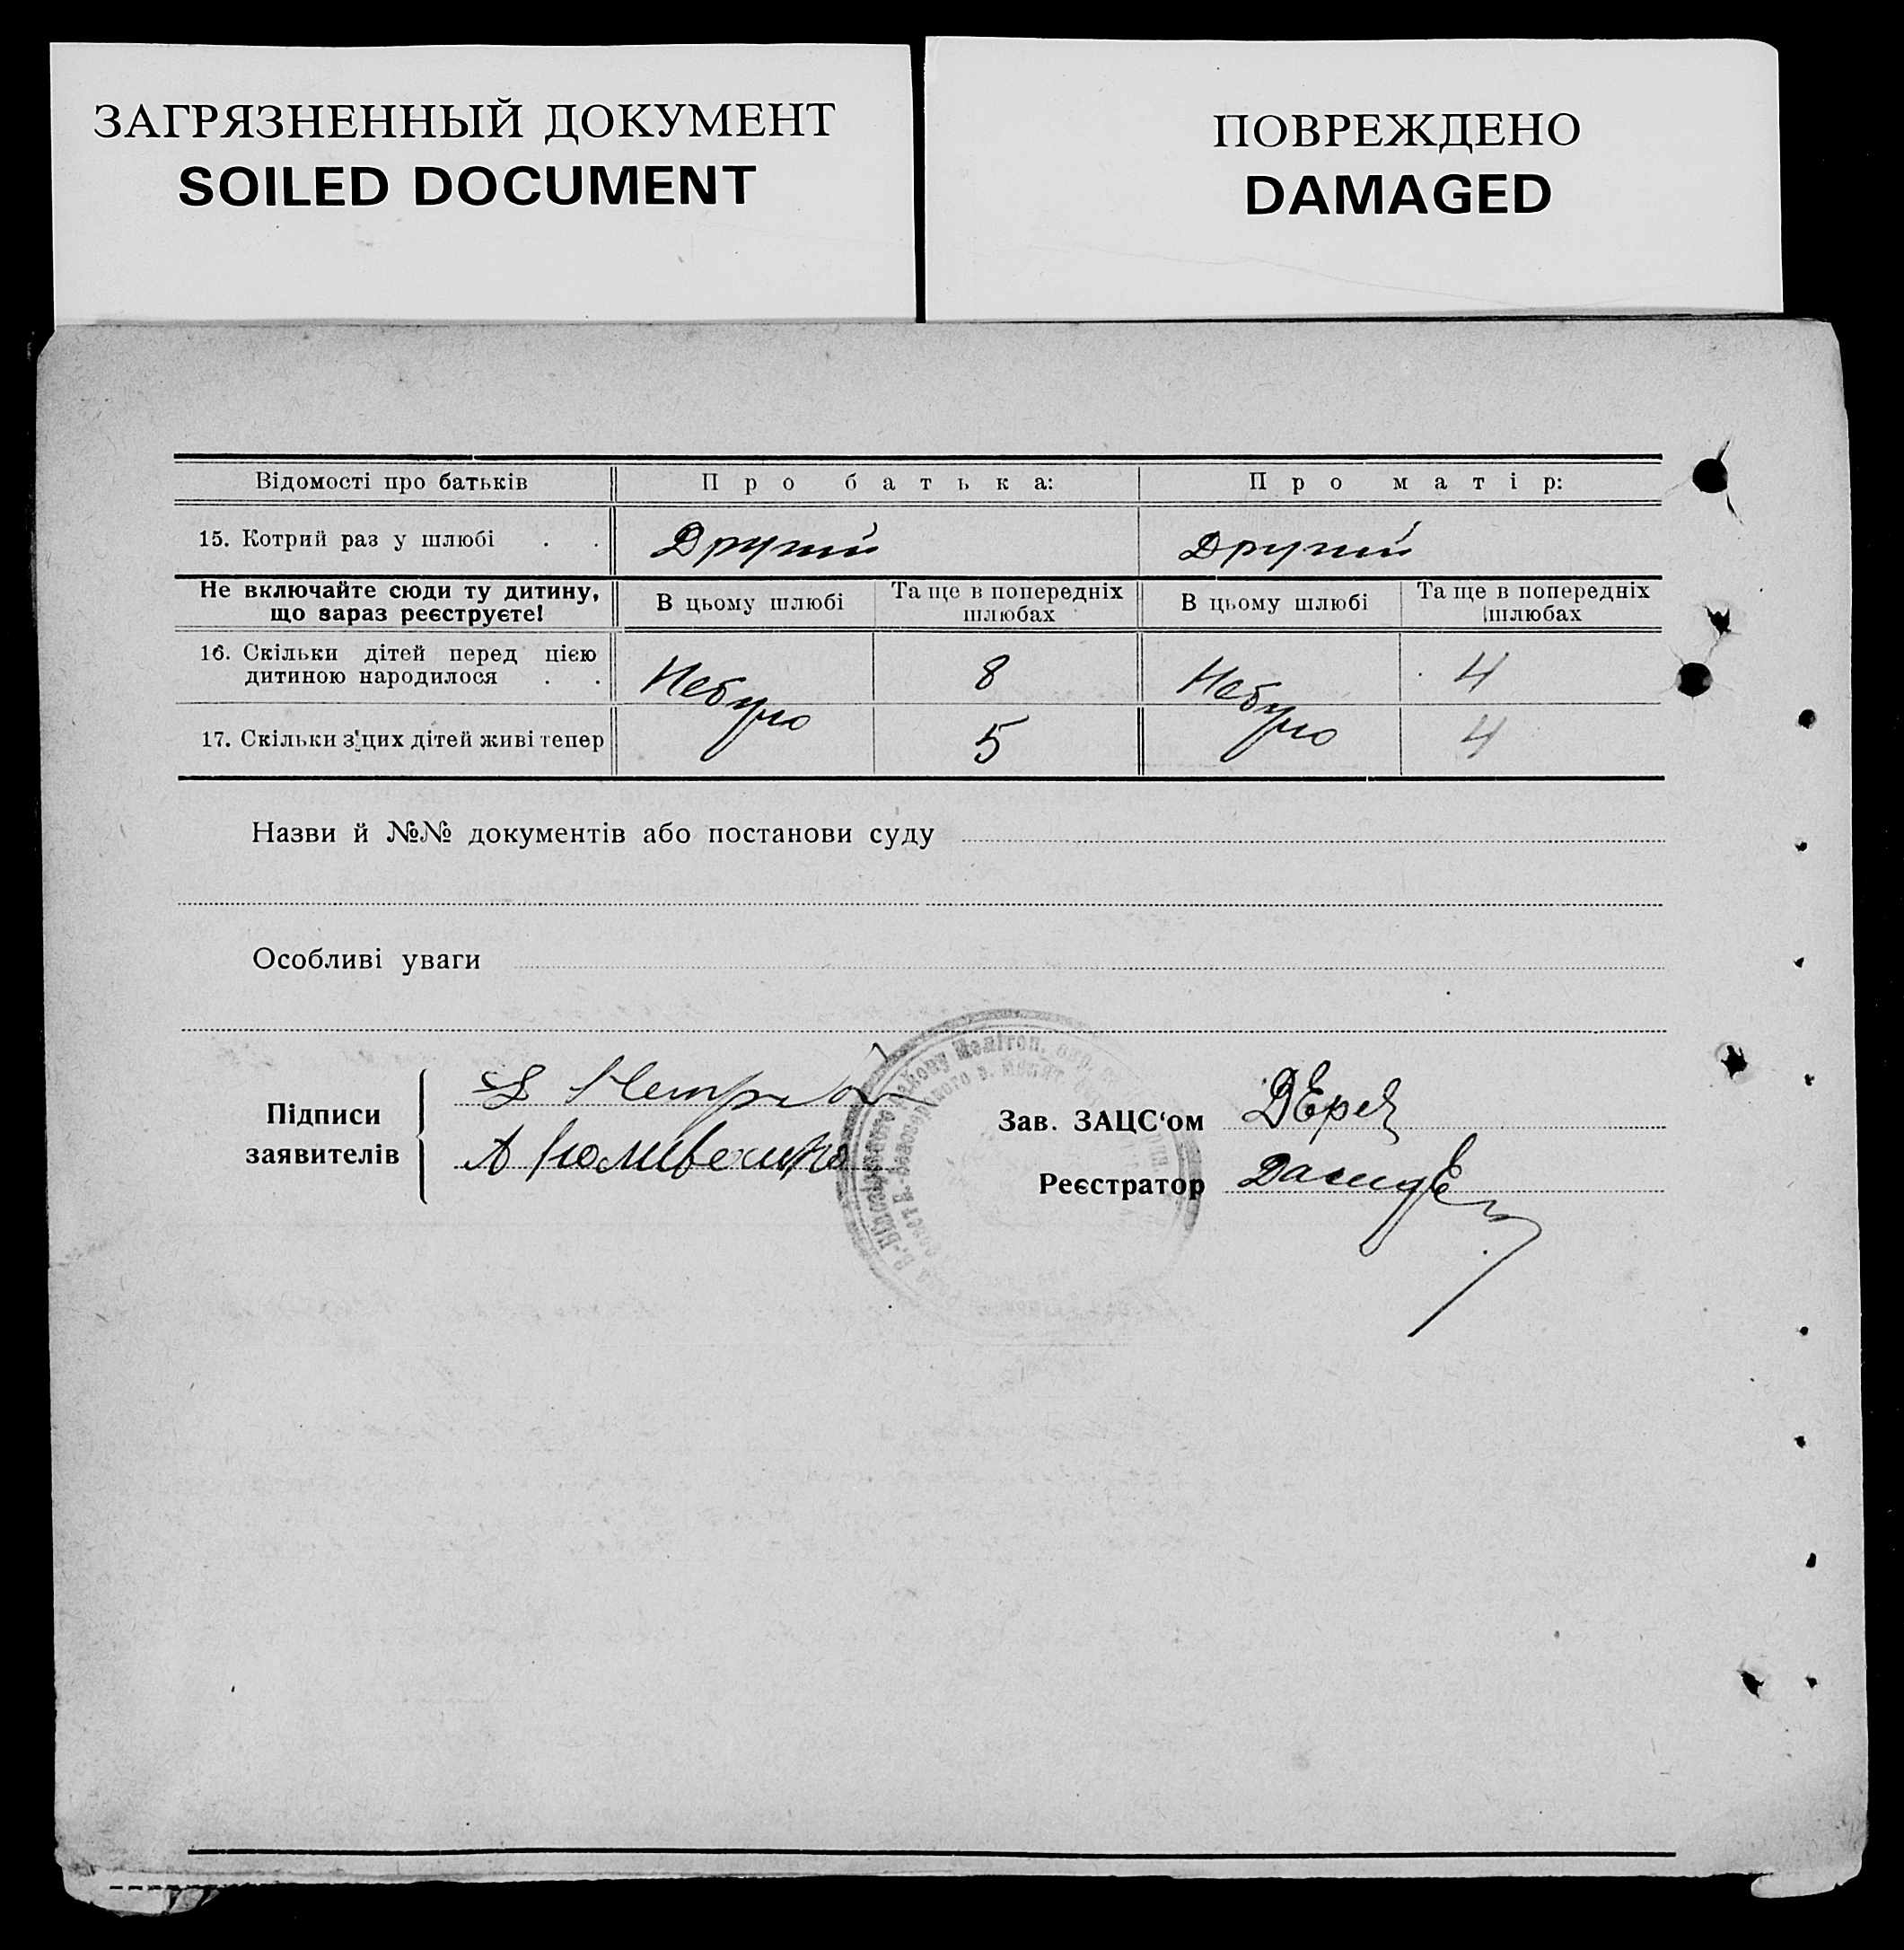 ЗАГРЯЗНЕННЫЙ ДОКУМЕНТ
SOILED DOCUMENT
ПОВРЕЖДЕНО
DAMAGED
Відомості про батьків Про батька: Про матір:
15. Котрий раз у шлюбі . . Другий Другий
Не включайте сюди ту дитину, що зараз реєструєте! В цьому шлюбі Та ще в попередніх шлюбах В цьому шлюбі Та ще в попередніх шлюбах
16. Скільки дітей перед цією дитиною народилося . . Небуло 8 Небуло 4
17. Скільки з'цих дітей живі тепер 5 4
Назви й №№ документів або постанови суду
Особливі уваги
Підписи заявителів
Зав. ЗАЦС‘ом
Реєстратор